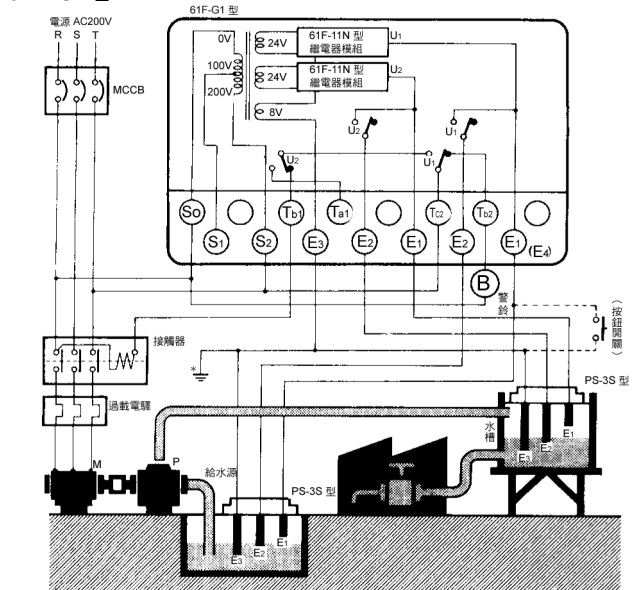 電源 AC200V
R S T
MCCB
61F-G1 型
0V
100V
200V
24V
24V
8V
61F-11N 型
繼電器模組
U1
61F-11N 型
繼電器模組
U2
U2
U1
U2
U1
So
Tb1
Ta1
Tc2
Tb2
S1
S2
E3
E2
E1
E2
E1
(E4)
B
警鈴
(按鈕開關)
接觸器
*
過載電驛
PS-3S 型
水槽
E1
E2
E3
M
P
給水源
PS-3S 型
E1
E2
E3